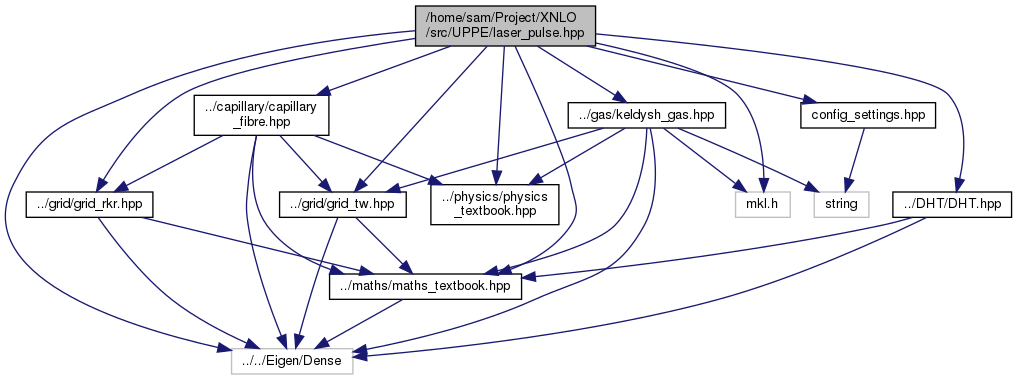 /home/sam/Project/XNLO
/src/UPPE/laser_pulse.hpp
../capillary/capillary
_fibre.hpp
../gas/keldysh_gas.hpp
config_settings.hpp
../grid/grid_rkr.hpp
../grid/grid_tw.hpp
../physics/physics
_textbook.hpp
mkl.h
string
../DHT/DHT.hpp
../maths/maths_textbook.hpp
../../Eigen/Dense